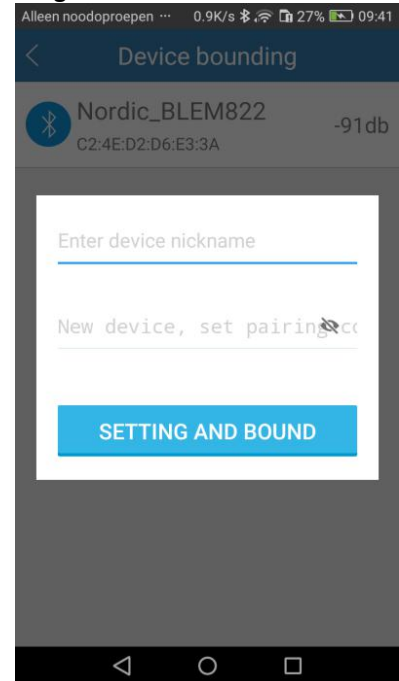 Alleen noodoproepen ··· 0.9K/s 27% 09:41
Device bounding
Nordic_BLEM822
-91db
C2:4E:D2:D6:E3:3A
Enter device nickname
New device, set pairing
SETTING AND BOUND